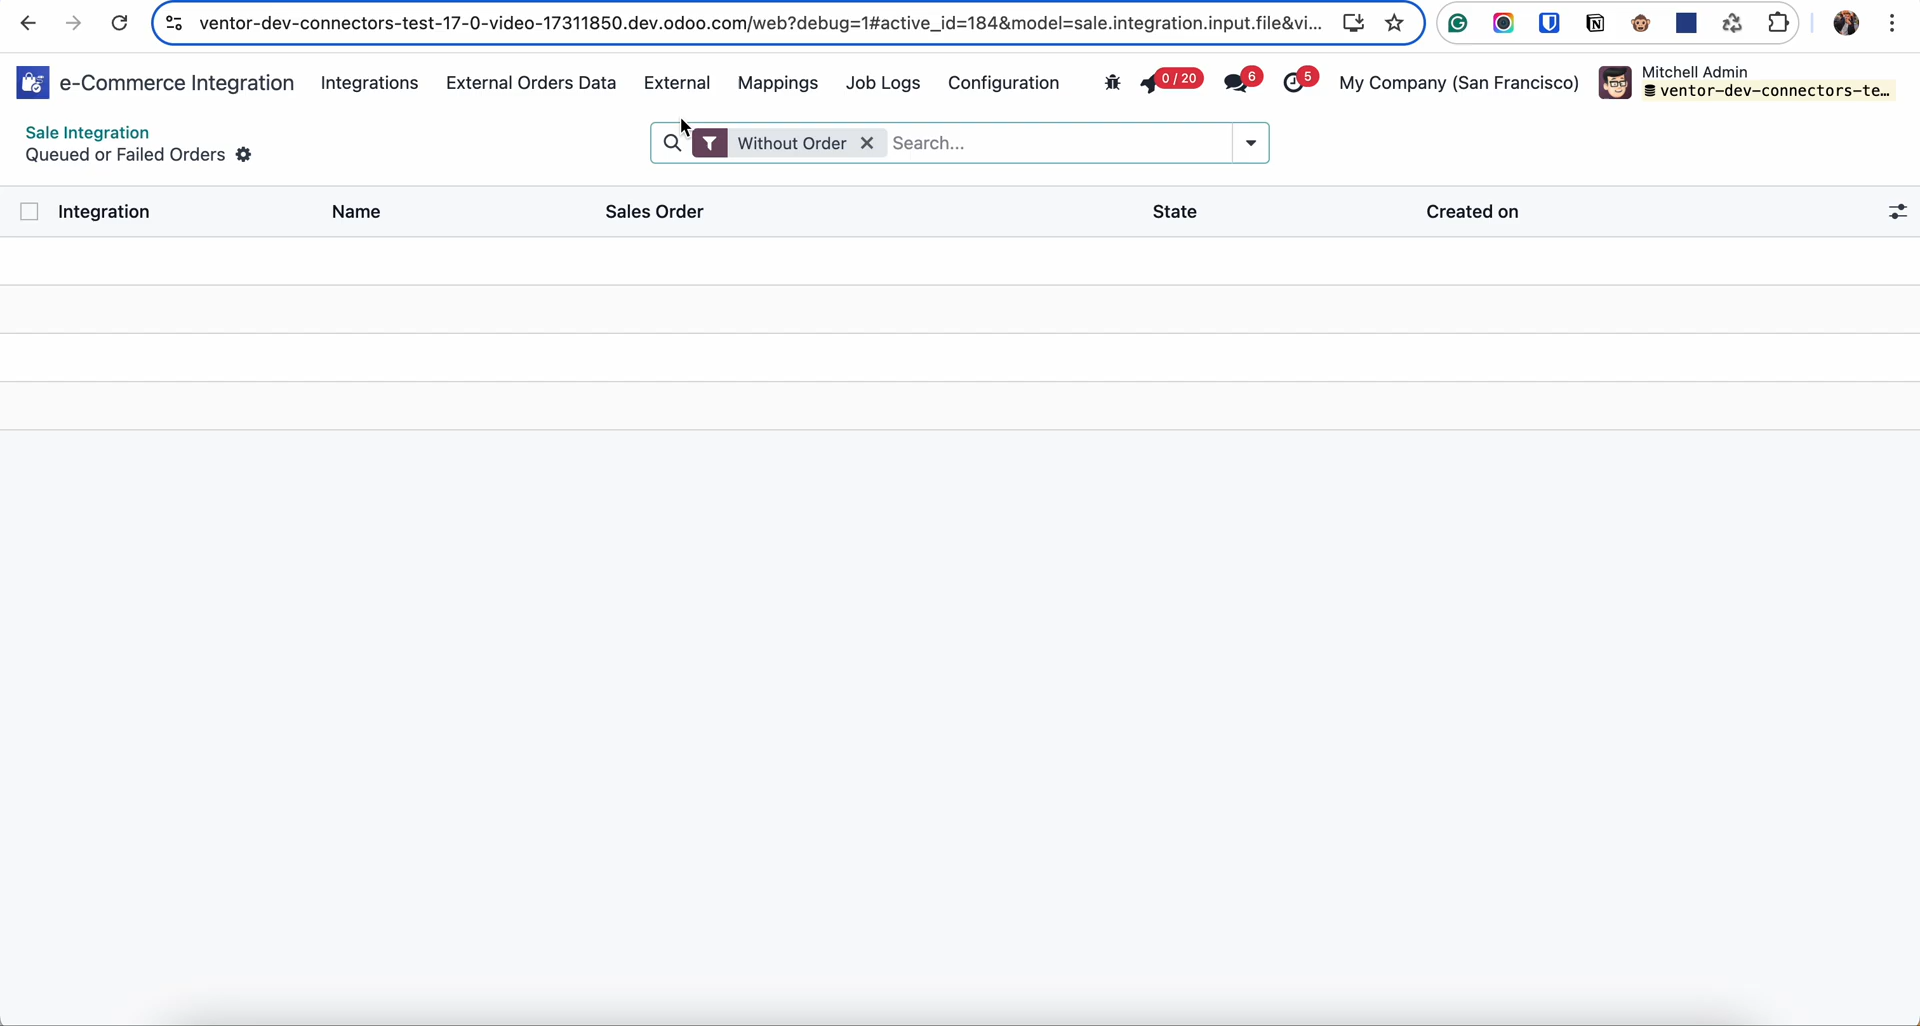 ventor-dev-connectors-test-17-0-video-17311850.dev.odoo.com/web?debug=1#active_id=184&model=sale.integration.input.file&vi...
e-Commerce Integration Integrations External Orders Data External Mappings Job Logs Configuration 0 / 20 6 5 My Company (San Francisco) Mitchell Admin
ventor-dev-connectors-te...
Sale Integration
Queued or Failed Orders
Without Order Search...
Integration Name Sales Order State Created on